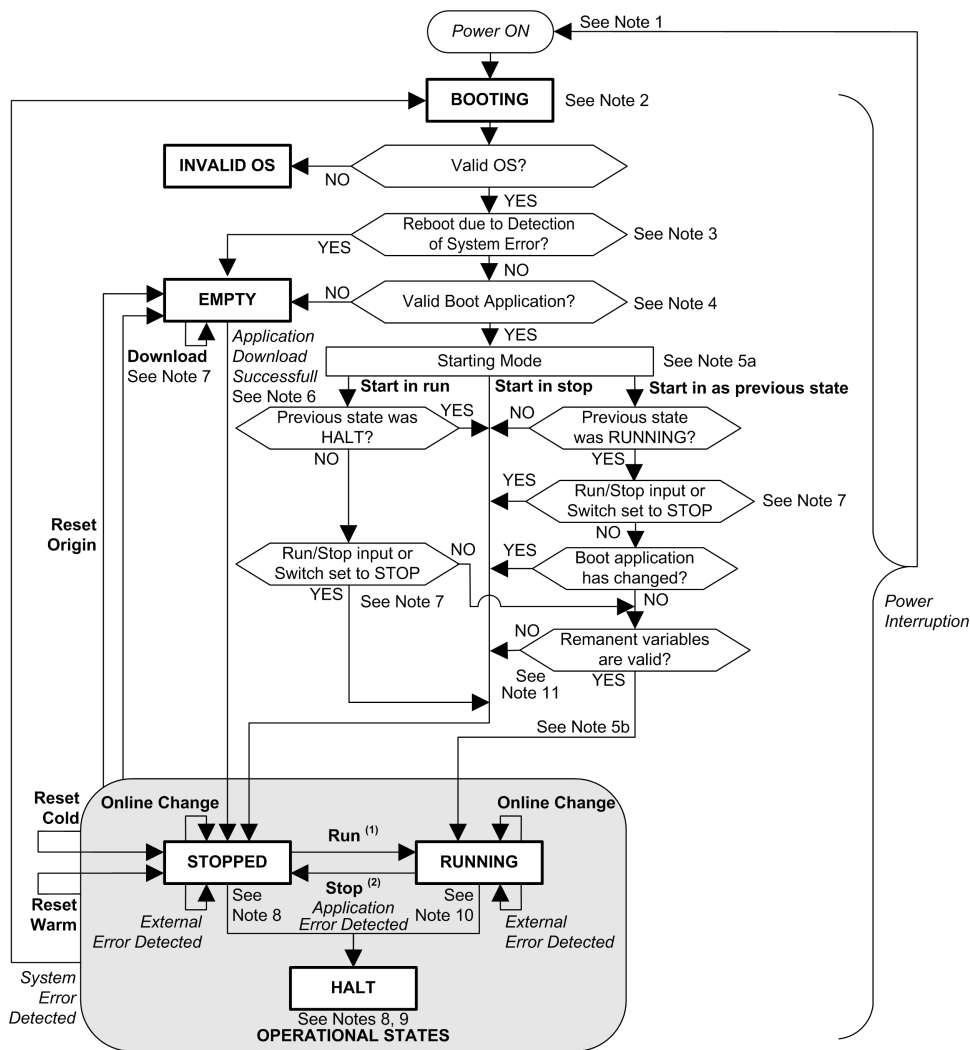 Power ON
See Note 1
BOOTING
See Note 2
INVALID OS
Valid OS?
NO
YES
Reboot due to Detection
of System Error?
See Note 3
YES
NO
EMPTY
NO
Valid Boot Application?
See Note 4
YES
Download
See Note 7
Application
Download
Successfull
See Note 6
Starting Mode
See Note 5a
Start in run
Start in stop
Start in as previous state
Previous state was
HALT?
YES
NO
NO
Previous state
was RUNNING?
YES
YES
Run/Stop input or
Switch set to STOP
See Note 7
NO
Reset
Origin
Run/Stop input or
Switch set to STOP
NO
YES
See Note 7
YES
Boot application
has changed?
NO
Power
Interruption
NO
Remanent variables
are valid?
See
Note 11
YES
See Note 5b
Reset
Cold
Online Change
Online Change
STOPPED
Run (1)
RUNNING
Reset
Warm
Stop (2)
See
Note 8
Application
Error Detected
See
Note 10
External
Error Detected
External
Error Detected
System
Error
Detected
HALT
See Notes 8, 9
OPERATIONAL STATES